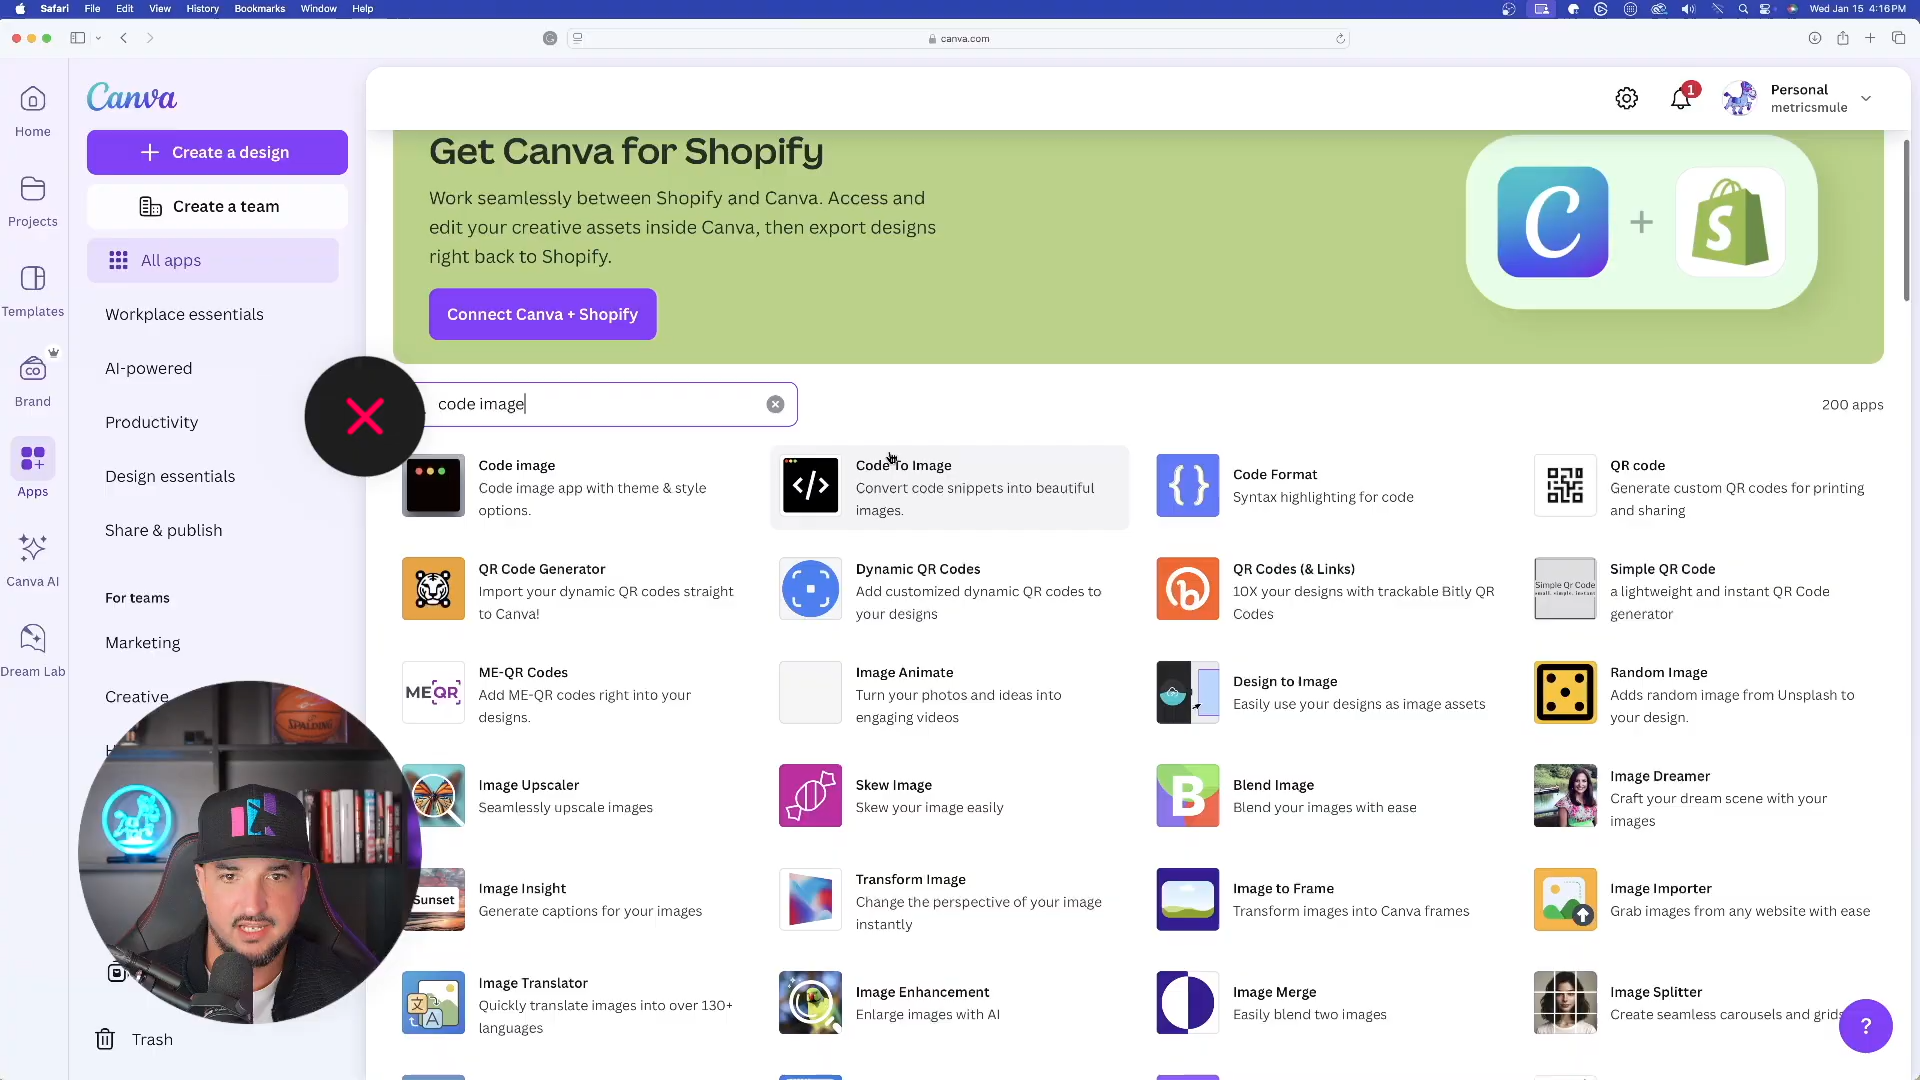 Safari File Edit View History Bookmarks Window Help
Wed Jan 15 4:16 PM
canva.com
Home
Projects
Templates
Brand
Apps
Canva AI
Dream Lab
Canva
Create a design
Create a team
All apps
Workplace essentials
AI-powered
Productivity
Design essentials
Share & publish
For teams
Marketing
Creative
Trash
1
Personal
metricsmule
Get Canva for Shopify
Work seamlessly between Shopify and Canva. Access and
edit your creative assets inside Canva, then export designs
right back to Shopify.
Connect Canva + Shopify
code image
200 apps
Code image
Code image app with theme & style
options.
Code To Image
Convert code snippets into beautiful
images.
Code Format
Syntax highlighting for code
QR code
Generate custom QR codes for printing
and sharing
QR Code Generator
Import your dynamic QR codes straight
to Canva!
Dynamic QR Codes
Add customized dynamic QR codes to
your designs
QR Codes (& Links)
10X your designs with trackable Bitly QR
Codes
Simple Qr Code
small. simple. instant
Simple QR Code
a lightweight and instant QR Code
generator
MEQR
ME-QR Codes
Add ME-QR codes right into your
designs.
Image Animate
Turn your photos and ideas into
engaging videos
Design to Image
Easily use your designs as image assets
Random Image
Adds random image from Unsplash to
your design.
Image Upscaler
Seamlessly upscale images
Skew Image
Skew your image easily
B
Blend Image
Blend your images with ease
Image Dreamer
Craft your dream scene with your
images
Sunset
Image Insight
Generate captions for your images
Transform Image
Change the perspective of your image
instantly
Image to Frame
Transform images into Canva frames
Image Importer
Grab images from any website with ease
Image Translator
Quickly translate images into over 130+
languages
Image Enhancement
Enlarge images with AI
Image Merge
Easily blend two images
Image Splitter
Create seamless carousels and grids
?
SPALDING